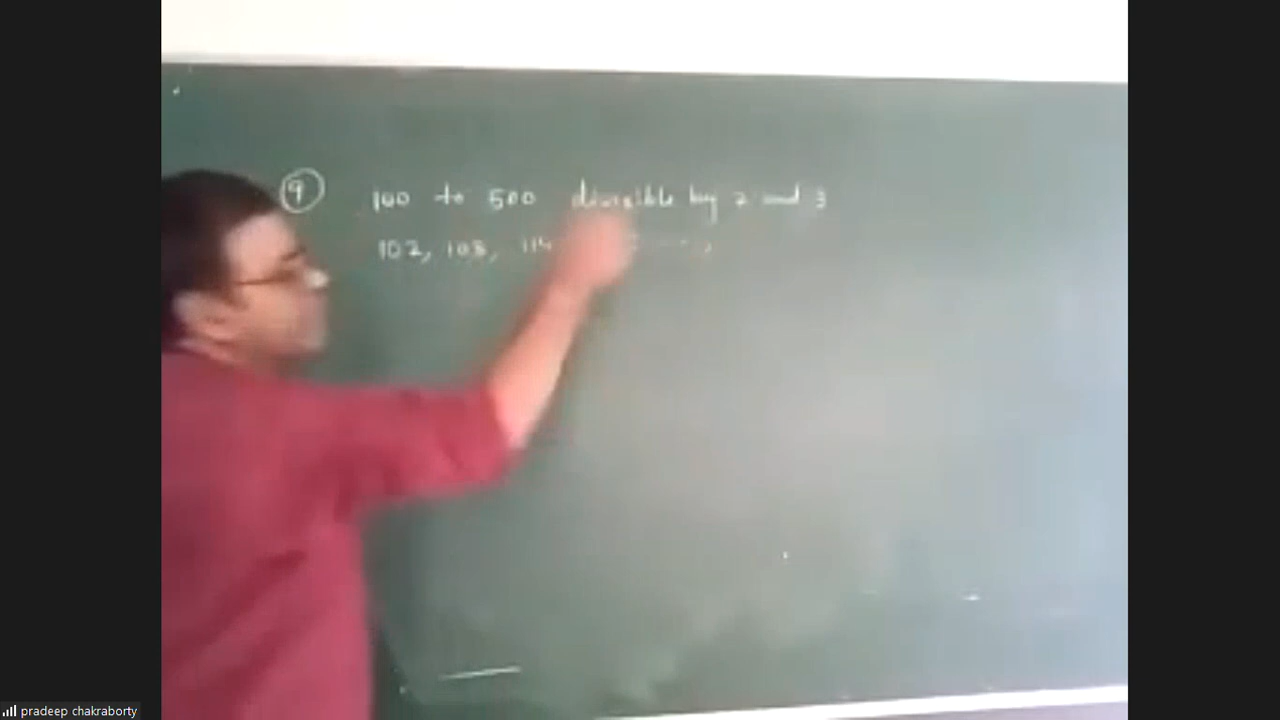 9 100 to 500 divisible by 2 and 3
102, 108, 114
pradeep chakraborty